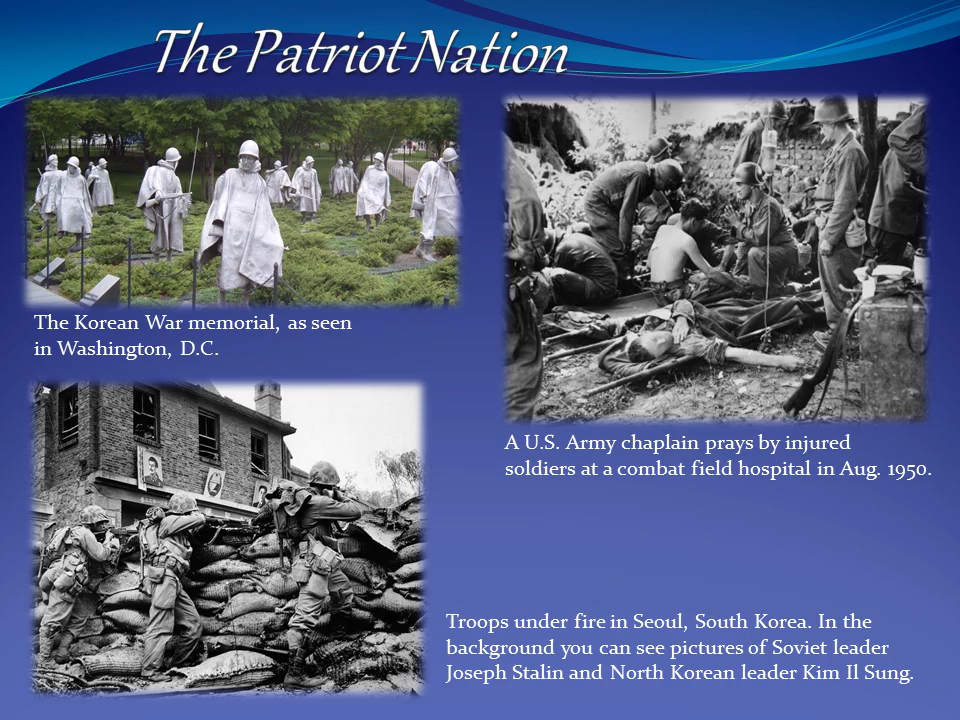 The Patriot Nation
The Korean War memorial, as seen
in Washington, D.C.
A U.S. Army chaplain prays by injured
soldiers at a combat field hospital in Aug. 1950.
Troops under fire in Seoul, South Korea. In the
background you can see pictures of Soviet leader
Joseph Stalin and North Korean leader Kim Il Sung.